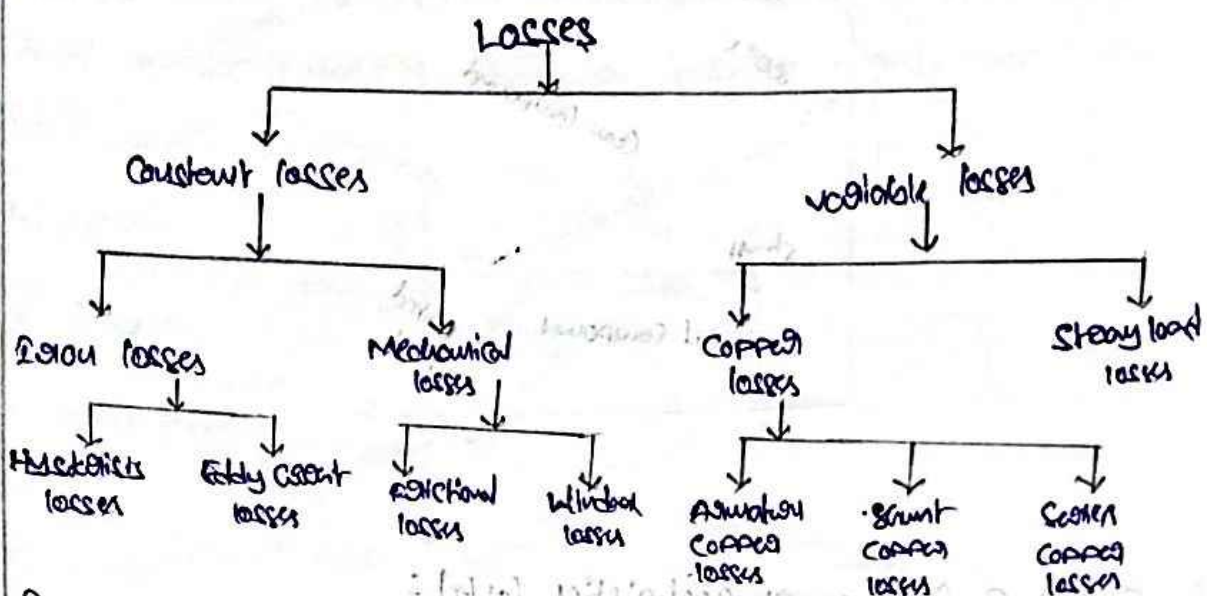 Losses
Constant losses
variable losses
Iron losses
Mechanical
losses
Copper
losses
Stray load
losses
Hysterisis
losses
Eddy Current
losses
Frictional
losses
Windage
losses
Armature
Copper
losses
Shunt
Copper
losses
Series
Copper
losses